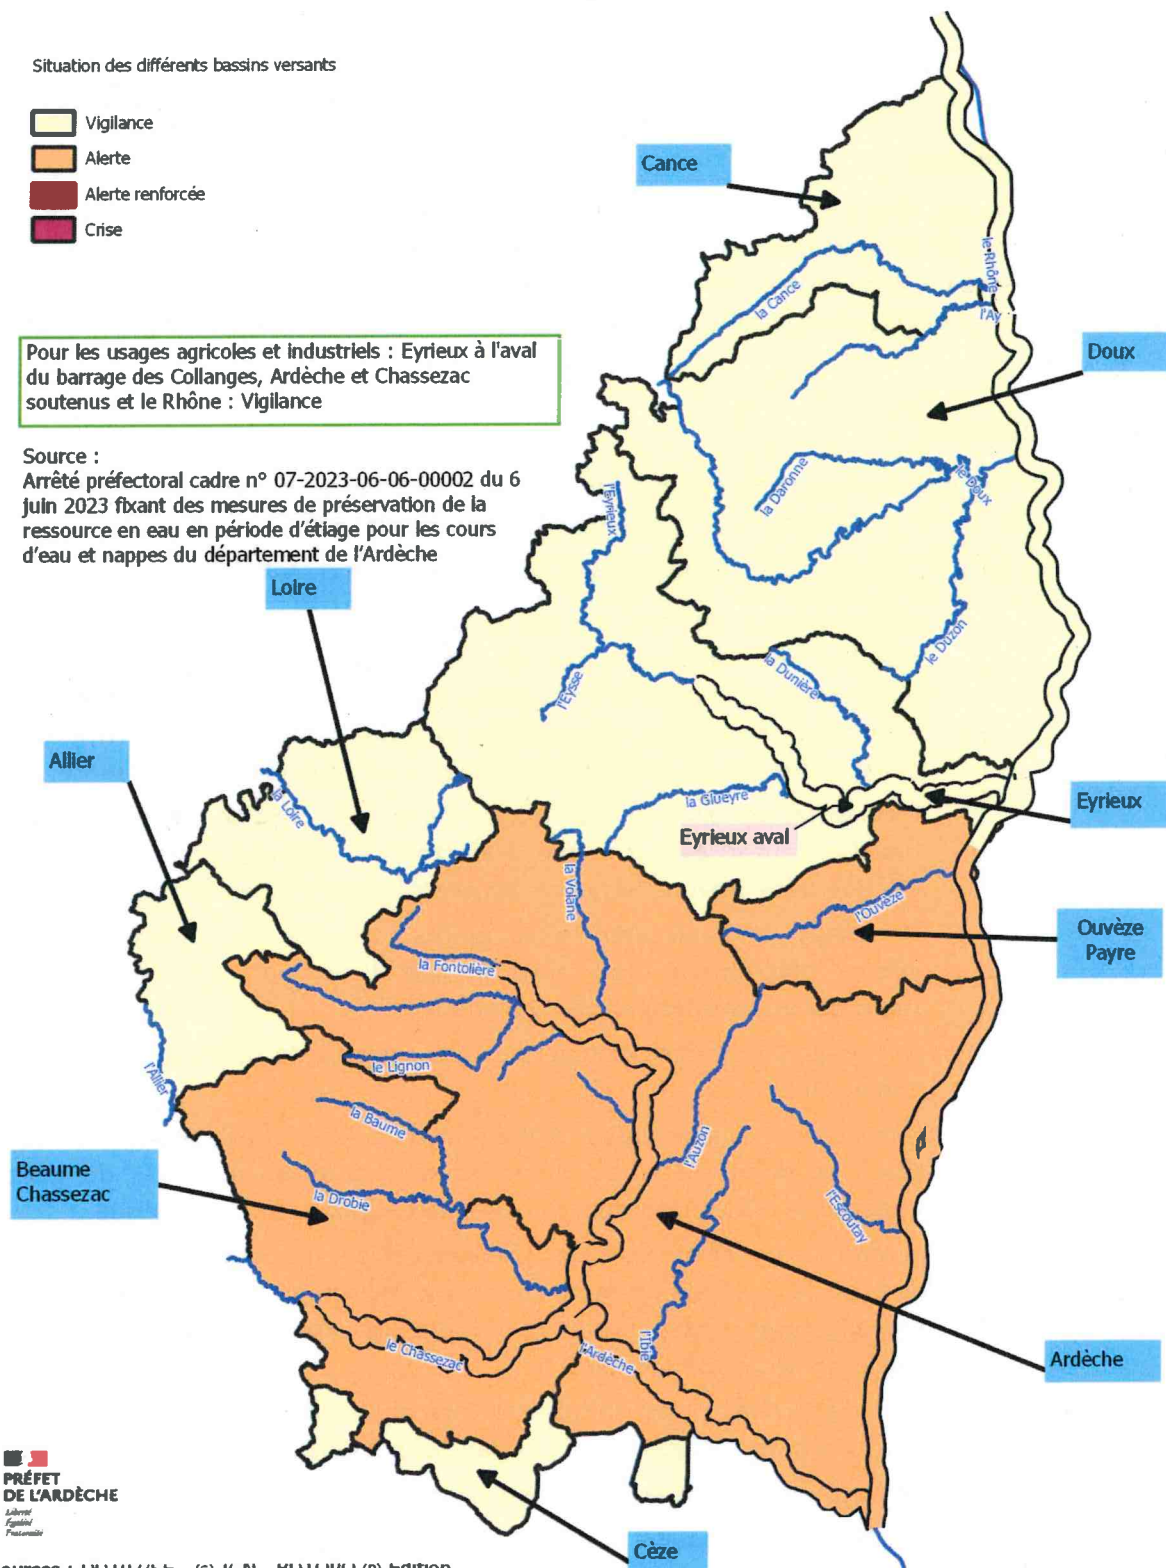 Situation des différents bassins versants
Vigilance
Alerte
Alerte renforcée
Crise
Pour les usages agricoles et industriels : Eyrieux à l'aval
du barrage des Collanges, Ardèche et Chassezac
soutenus et le Rhône : Vigilance
Source :
Arrêté préfectoral cadre n° 07-2023-06-06-00002 du 6
juin 2023 fixant des mesures de préservation de la
ressource en eau en période d'étiage pour les cours
d'eau et nappes du département de l'Ardèche
Cance
le Rhône
la Cance
l'Ay
Doux
la Daronne
le Doux
l'Eyrieux
Loire
le Duzon
la Dunière
l'Eysse
Allier
la Loire
la Glueyre
Eyrieux
Eyrieux aval
la Volane
l'Ouvèze
Ouvèze
Payre
la Fontolière
l'Allier
le Lignon
la Baume
l'Auzon
Beaume
Chassezac
la Drobie
l'Escoutay
le Chassezac
l'Ardèche
l'Ibie
Ardèche
PRÉFET
DE L'ARDÈCHE
Liberté
Égalité
Fraternité
Cèze